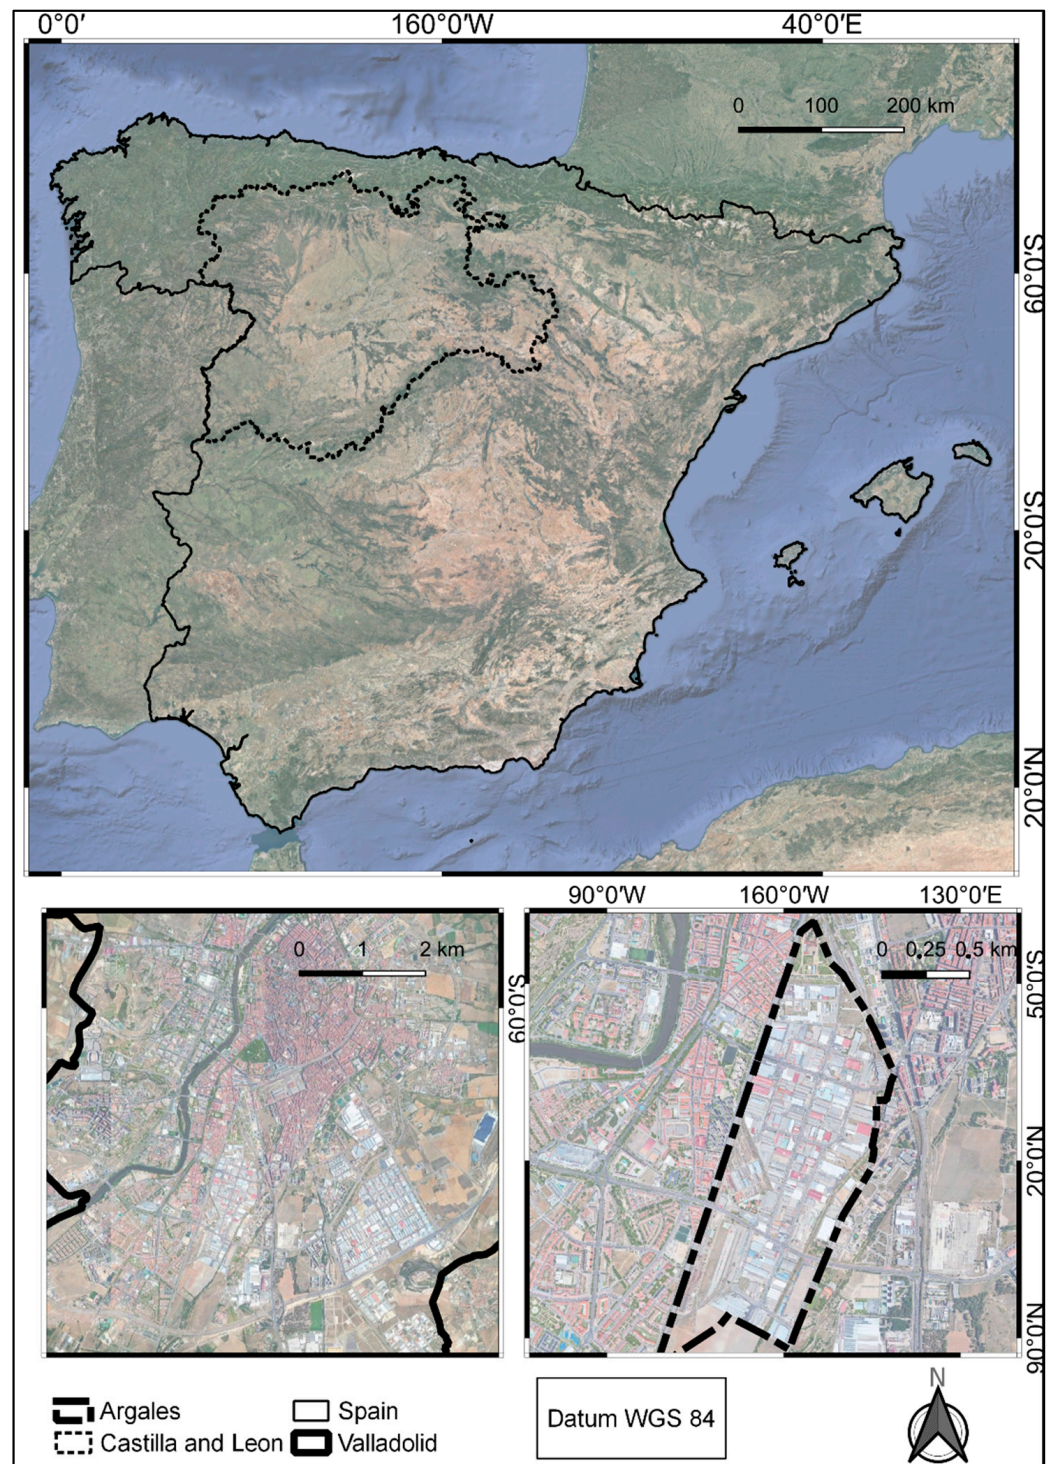 0°0′ 160°0′W 40°0′E
0 100 200 km
60°0′S
20°0′S
20°0′N
90°0′W 160°0′W 130°0′E
0 1 2 km
60°0′S
0 0.25 0.5 km
50°0′S
20°0′N
90°0′N
N
Argales Spain
Castilla and Leon Valladolid
Datum WGS 84